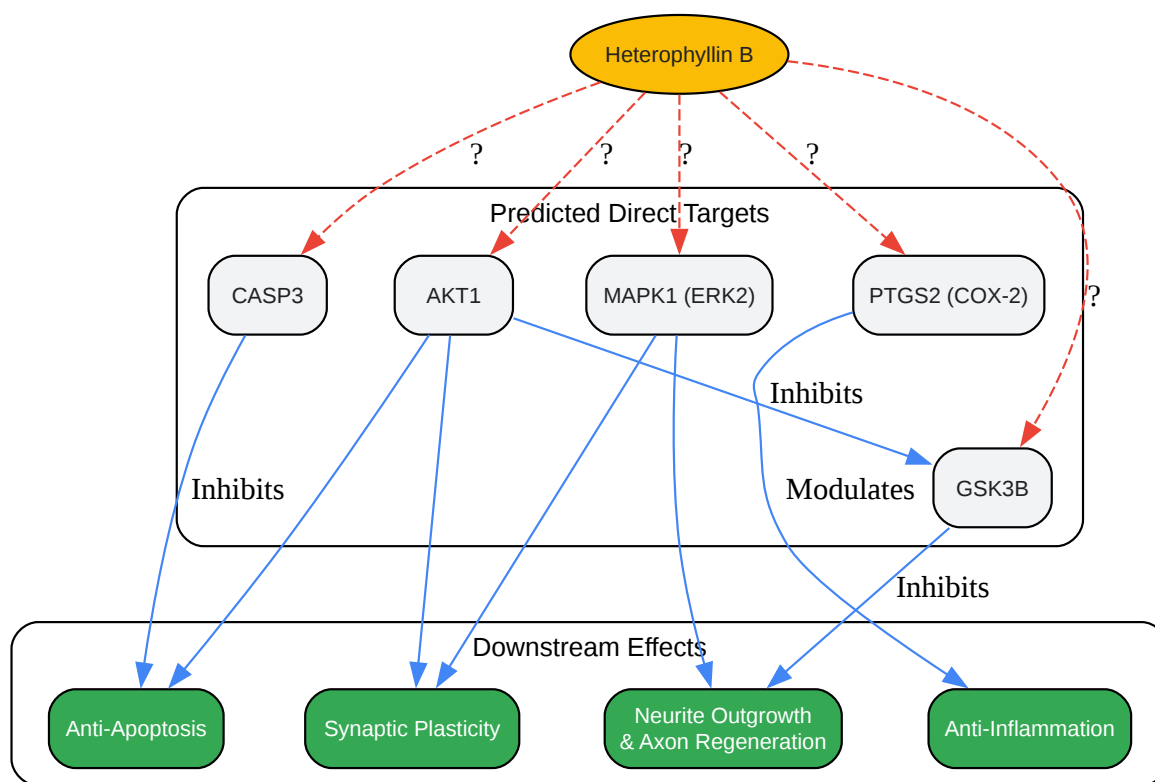 Heterophyllin B
?
?
?
?
Predicted Direct Targets
CASP3
AKT1
MAPK1 (ERK2)
PTGS2 (COX-2)
?
Inhibits
Inhibits
Modulates
GSK3B
Inhibits
Downstream Effects
Anti-Apoptosis
Synaptic Plasticity
Neurite Outgrowth
& Axon Regeneration
Anti-Inflammation